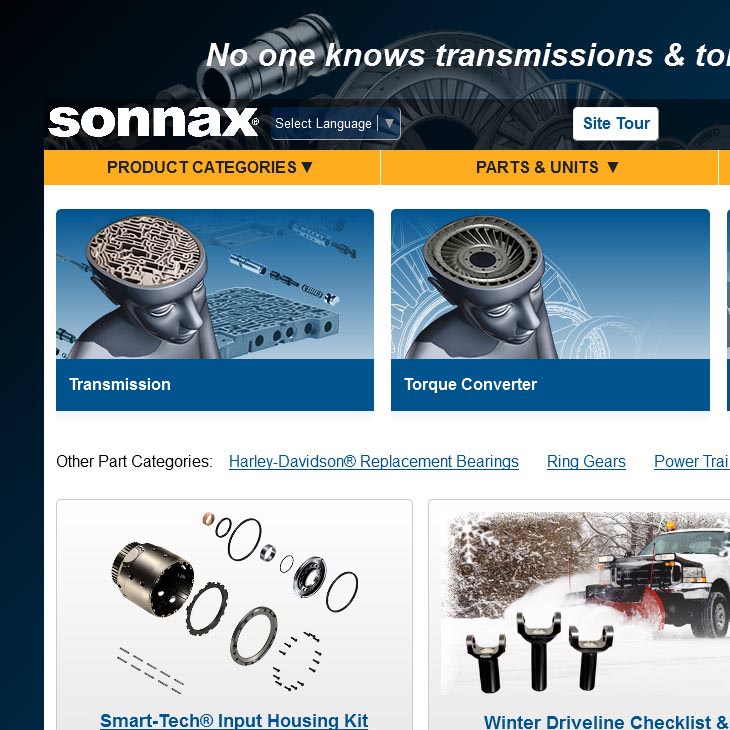 No one knows transmissions & to
sonnax®
Select Language ▼
Site Tour
PRODUCT CATEGORIES ▼
PARTS & UNITS ▼
Transmission
Torque Converter
Other Part Categories: Harley-Davidson® Replacement Bearings Ring Gears Power Trai
Smart-Tech® Input Housing Kit
Winter Driveline Checklist &